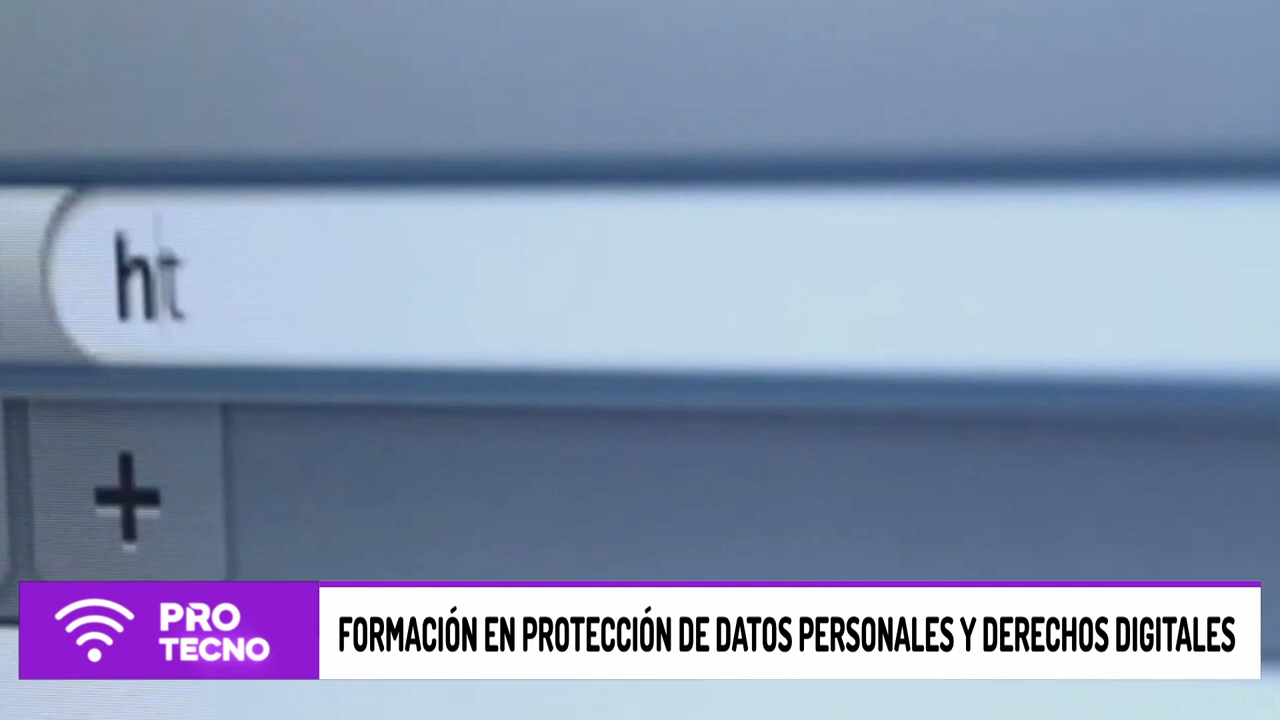 ht
+
PRO
TECNO
FORMACIÓN EN PROTECCIÓN DE DATOS PERSONALES Y DERECHOS DIGITALES